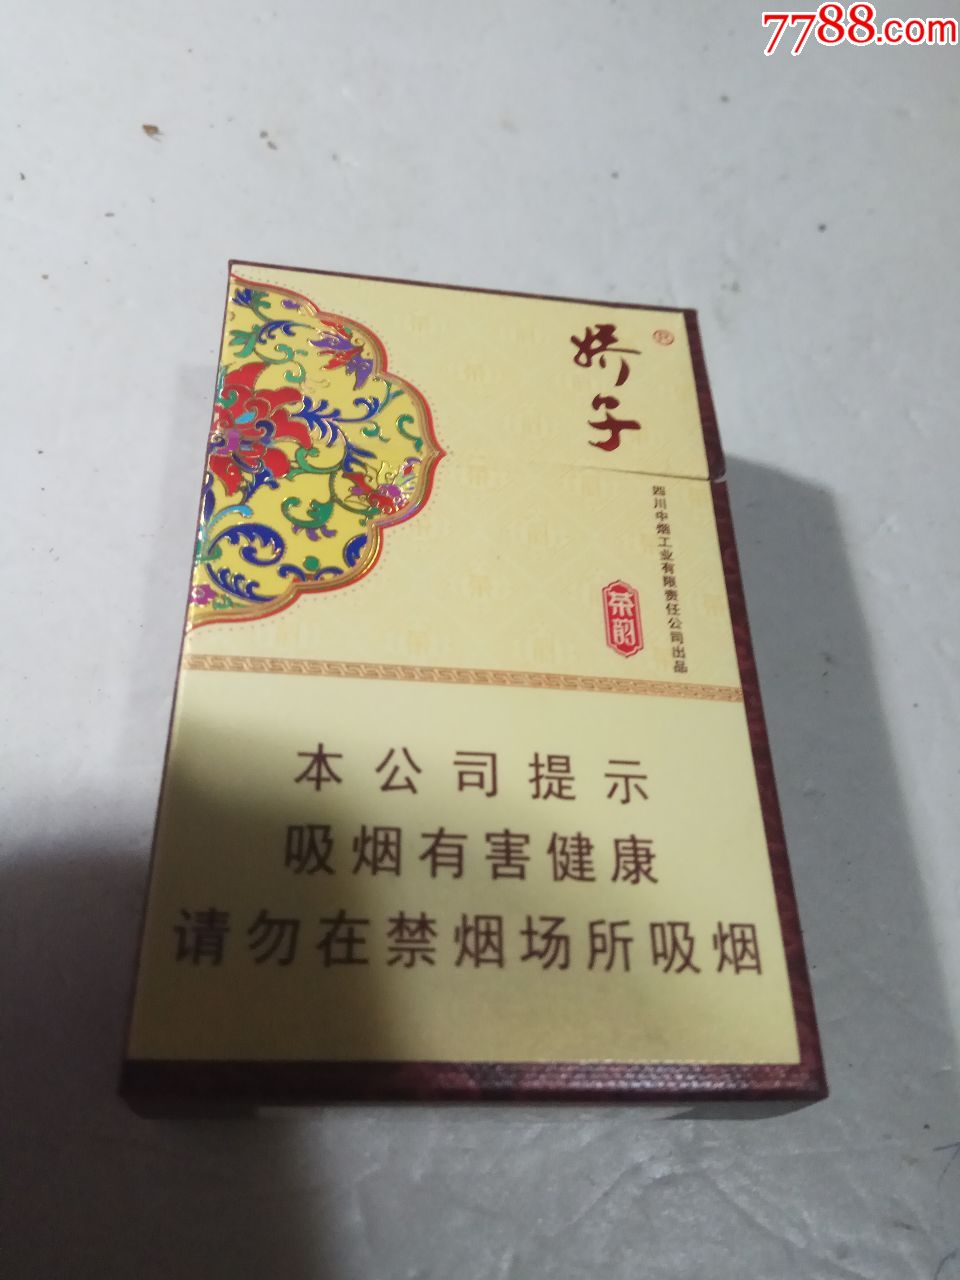 7788.com
娇子®
四川中烟工业有限责任公司出品
茶韵
本公司提示
吸烟有害健康
请勿在禁烟场所吸烟